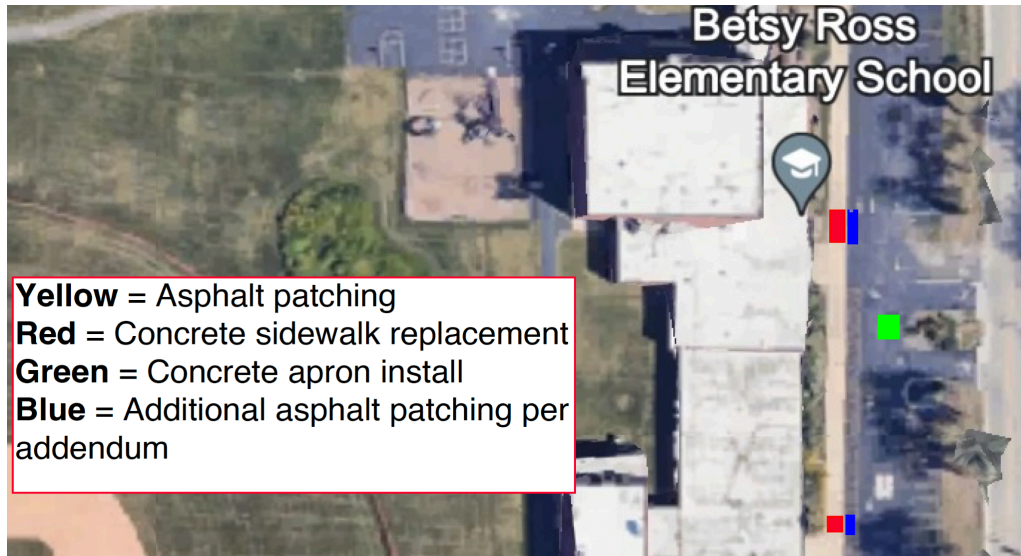 Betsy Ross
Elementary School
Yellow = Asphalt patching
Red = Concrete sidewalk replacement
Green = Concrete apron install
Blue = Additional asphalt patching per
addendum